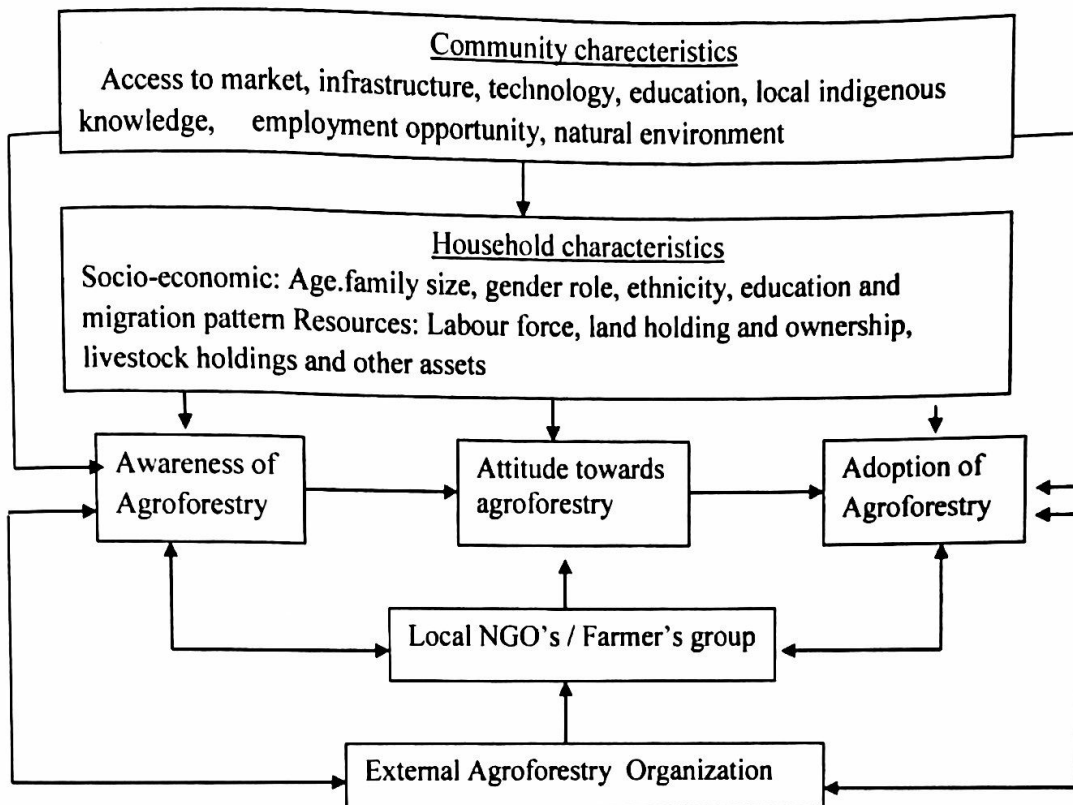 Community charecteristics
Access to market, infrastructure, technology, education, local indigenous
knowledge, employment opportunity, natural environment
Household characteristics
Socio-economic: Age.family size, gender role, ethnicity, education and
migration pattern Resources: Labour force, land holding and ownership,
livestock holdings and other assets
Awareness of
Agroforestry
Attitude towards
agroforestry
Adoption of
Agroforestry
Local NGO's / Farmer's group
External Agroforestry Organization